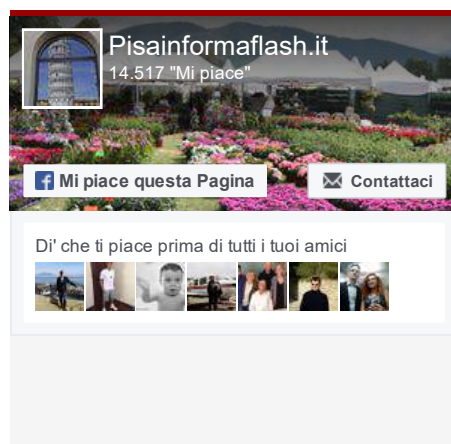 Pisainformaflash.it
14.517 "Mi piace"
Mi piace questa Pagina
Contattaci
Di' che ti piace prima di tutti i tuoi amici